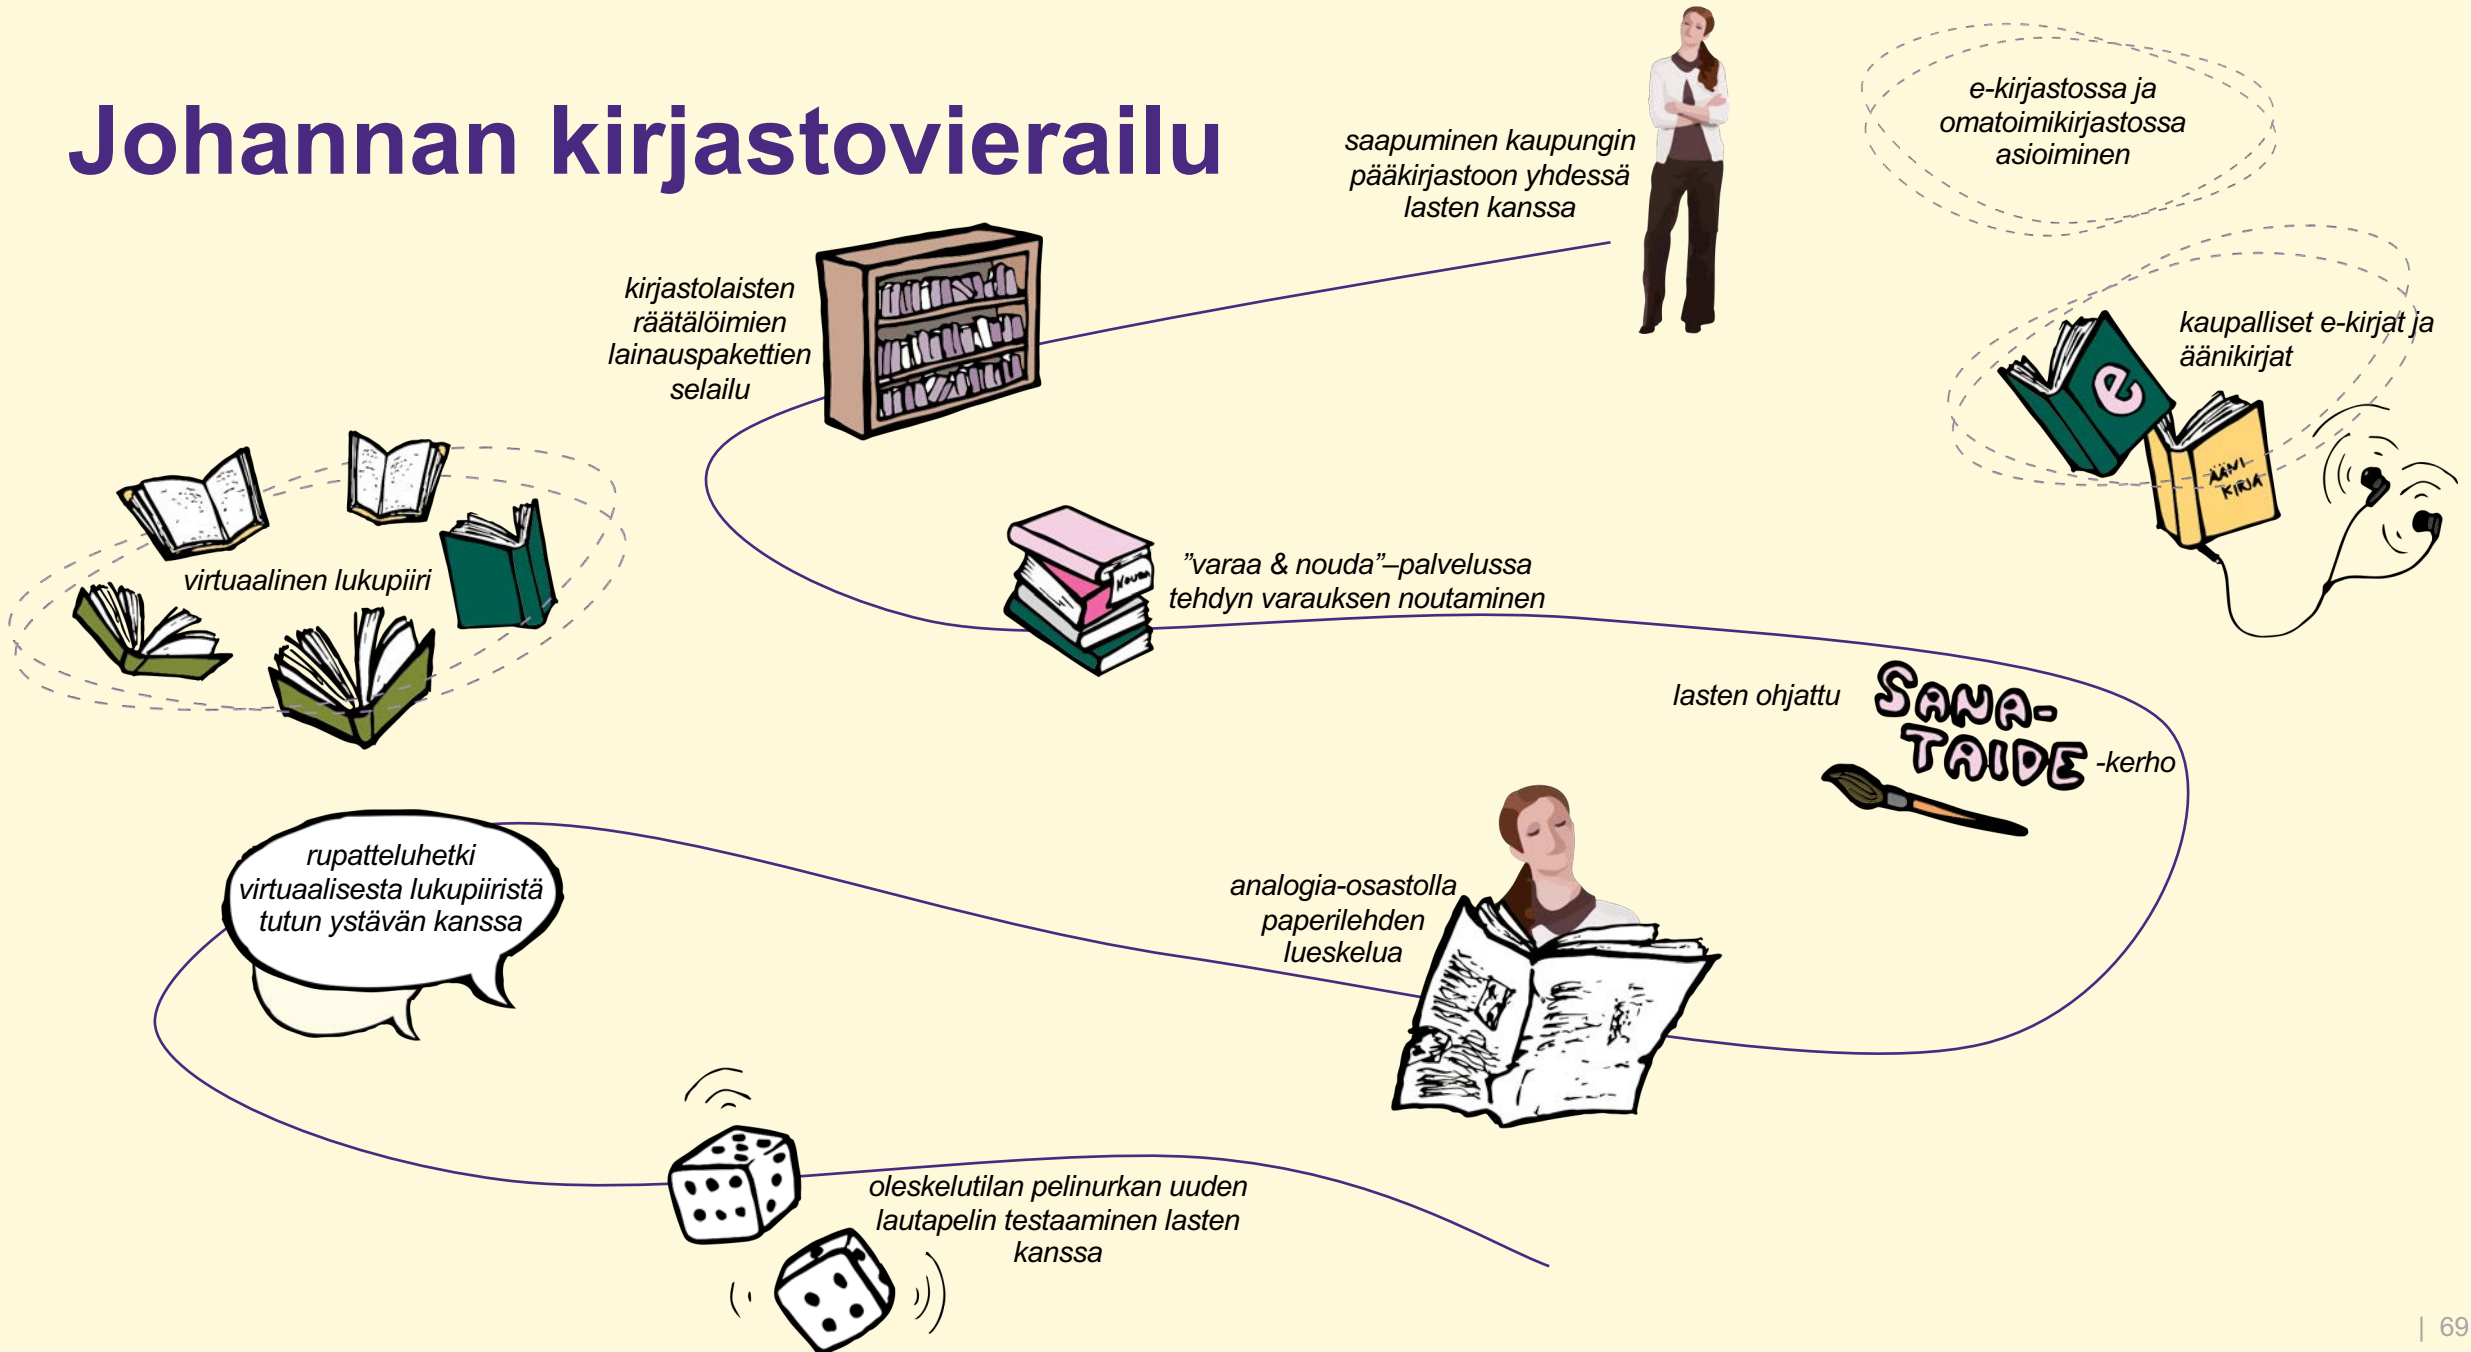 Johannan kirjastovierailu
saapuminen kaupungin
pääkirjastoon yhdessä
lasten kanssa
e-kirjastossa ja
omatoimikirjastossa
asioiminen
kirjastolaisten
räätälöimien
lainauspakettien
selailu
kaupalliset e-kirjat ja
äänikirjat
e
ÄÄNI-
KIRJA
virtuaalinen lukupiiri
NOUDA
”varaa & nouda”–palvelussa
tehdyn varauksen noutaminen
lasten ohjattu
SANA-
TAIDE -kerho
rupatteluhetki
virtuaalisesta lukupiiristä
tutun ystävän kanssa
analogia-osastolla
paperilehden
lueskelua
oleskelutilan pelinurkan uuden
lautapelin testaaminen lasten
kanssa
| 69